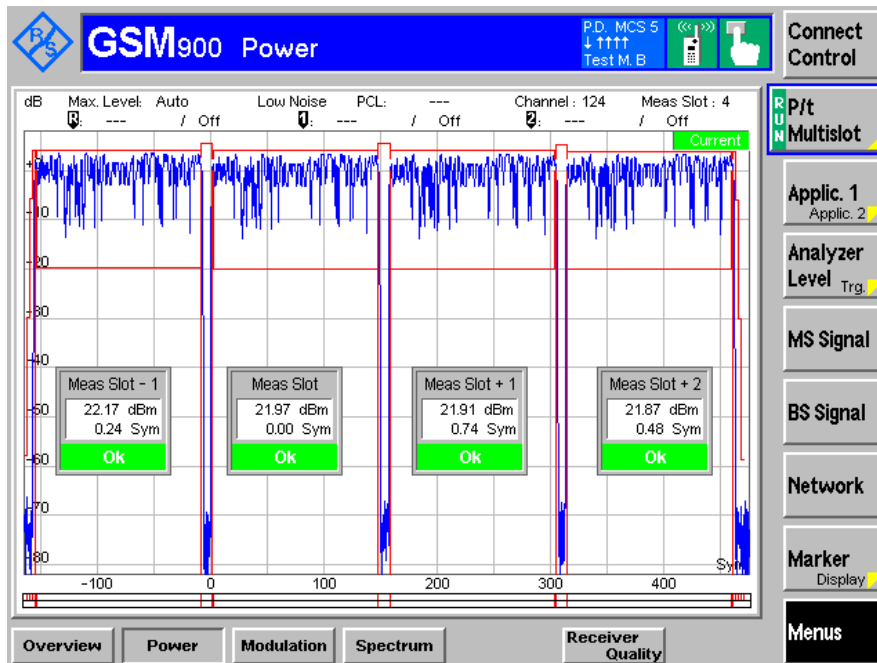 R/S
GSM900 Power
P.D. MCS 5
↓ ↑↑↑↑
Test M. B
Connect Control
dB Max. Level: Auto Low Noise PCL: --- Channel : 124 Meas Slot : 4
R: --- / Off 1: --- / Off 2: --- / Off
Current
RUN
P/t Multislot
Applic. 1
Applic. 2
Analyzer Level Trg.
MS Signal
BS Signal
Network
Marker
Display
Menus
-10
-20
-30
-40
-50
-60
-70
-80
Meas Slot - 1
22.17 dBm
0.24 Sym
Ok
Meas Slot
21.97 dBm
0.00 Sym
Ok
Meas Slot + 1
21.91 dBm
0.74 Sym
Ok
Meas Slot + 2
21.87 dBm
0.48 Sym
Ok
-100 0 100 200 300 400
Overview Power Modulation Spectrum Receiver Quality